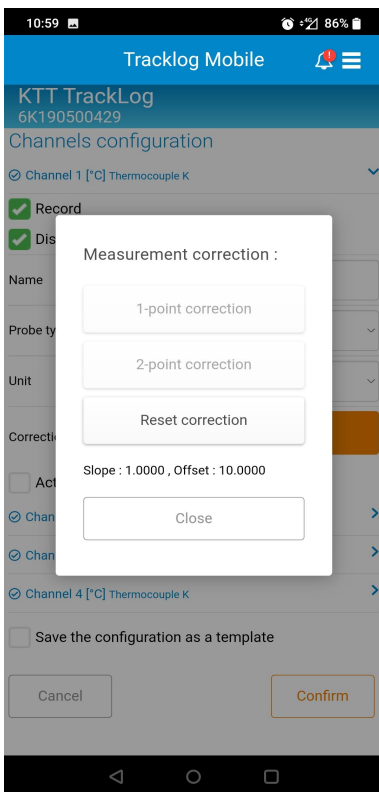 10:59
4G
86%
Tracklog Mobile
!
KTT TrackLog
6K190500429
Channels configuration
Channel 1 [°C] Thermocouple K
Record
Dis
Measurement correction :
Name
1-point correction
Probe ty
2-point correction
Unit
Reset correction
Correcti
Slope : 1.0000 , Offset : 10.0000
Act
Chan
Close
Chan
Channel 4 [°C] Thermocouple K
Save the configuration as a template
Cancel
Confirm